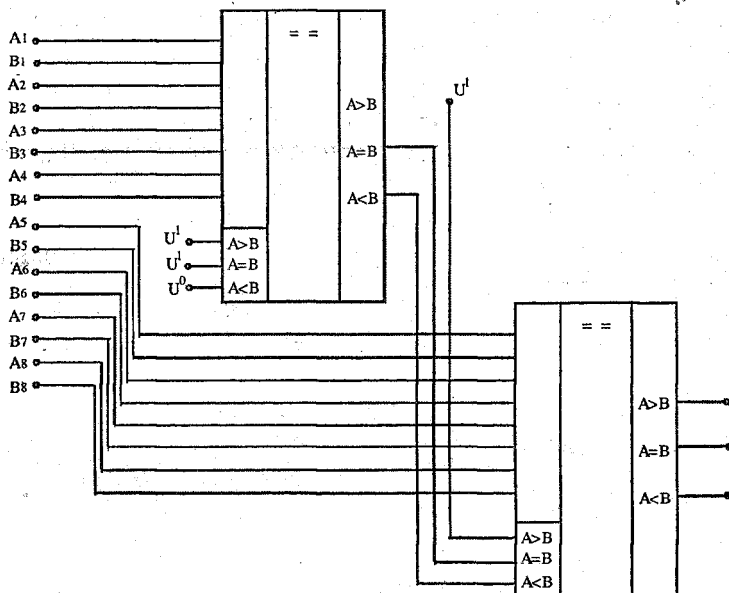 A1
B1
A2
B2
A3
B3
A4
B4
A5
B5
A6
B6
A7
B7
A8
B8
= =
A>B
A=B
A<B
U¹
A>B
U¹
A=B
U⁰
A<B
U¹
= =
A>B
A=B
A<B
A>B
A=B
A<B